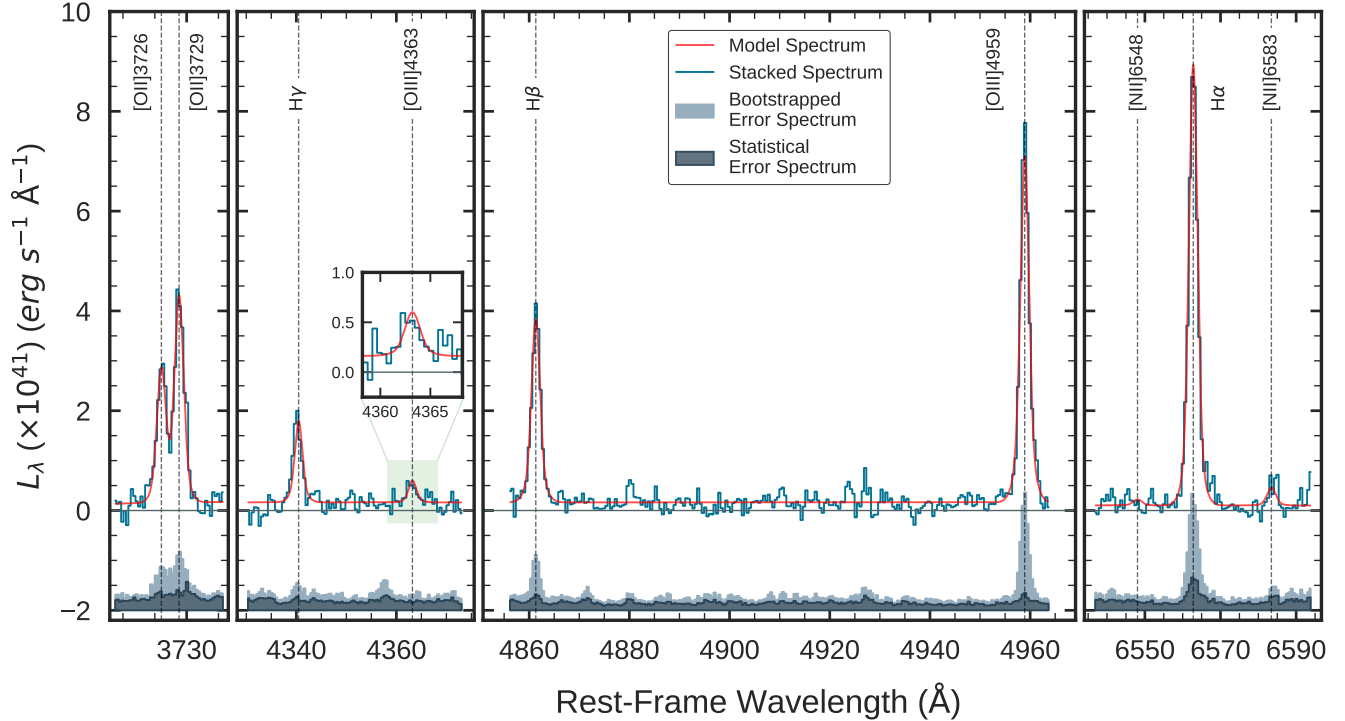 10
8
6
4
2
0
−2
Lλ (×10⁴¹) (erg s⁻¹ Å⁻¹)
[OII]3726
[OII]3729
Hγ
[OIII]4363
Hβ
[OIII]4959
[NII]6548
Hα
[NII]6583
Model Spectrum
Stacked Spectrum
Bootstrapped
Error Spectrum
Statistical
Error Spectrum
1.0
0.5
0.0
4360 4365
3730 4340 4360 4860 4880 4900 4920 4940 4960 6550 6570 6590
Rest-Frame Wavelength (Å)